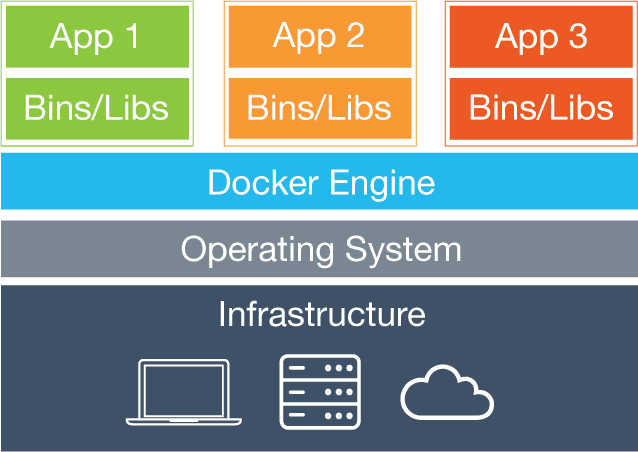 App 1
App 2
App 3
Bins/Libs
Bins/Libs
Bins/Libs
Docker Engine
Operating System
Infrastructure